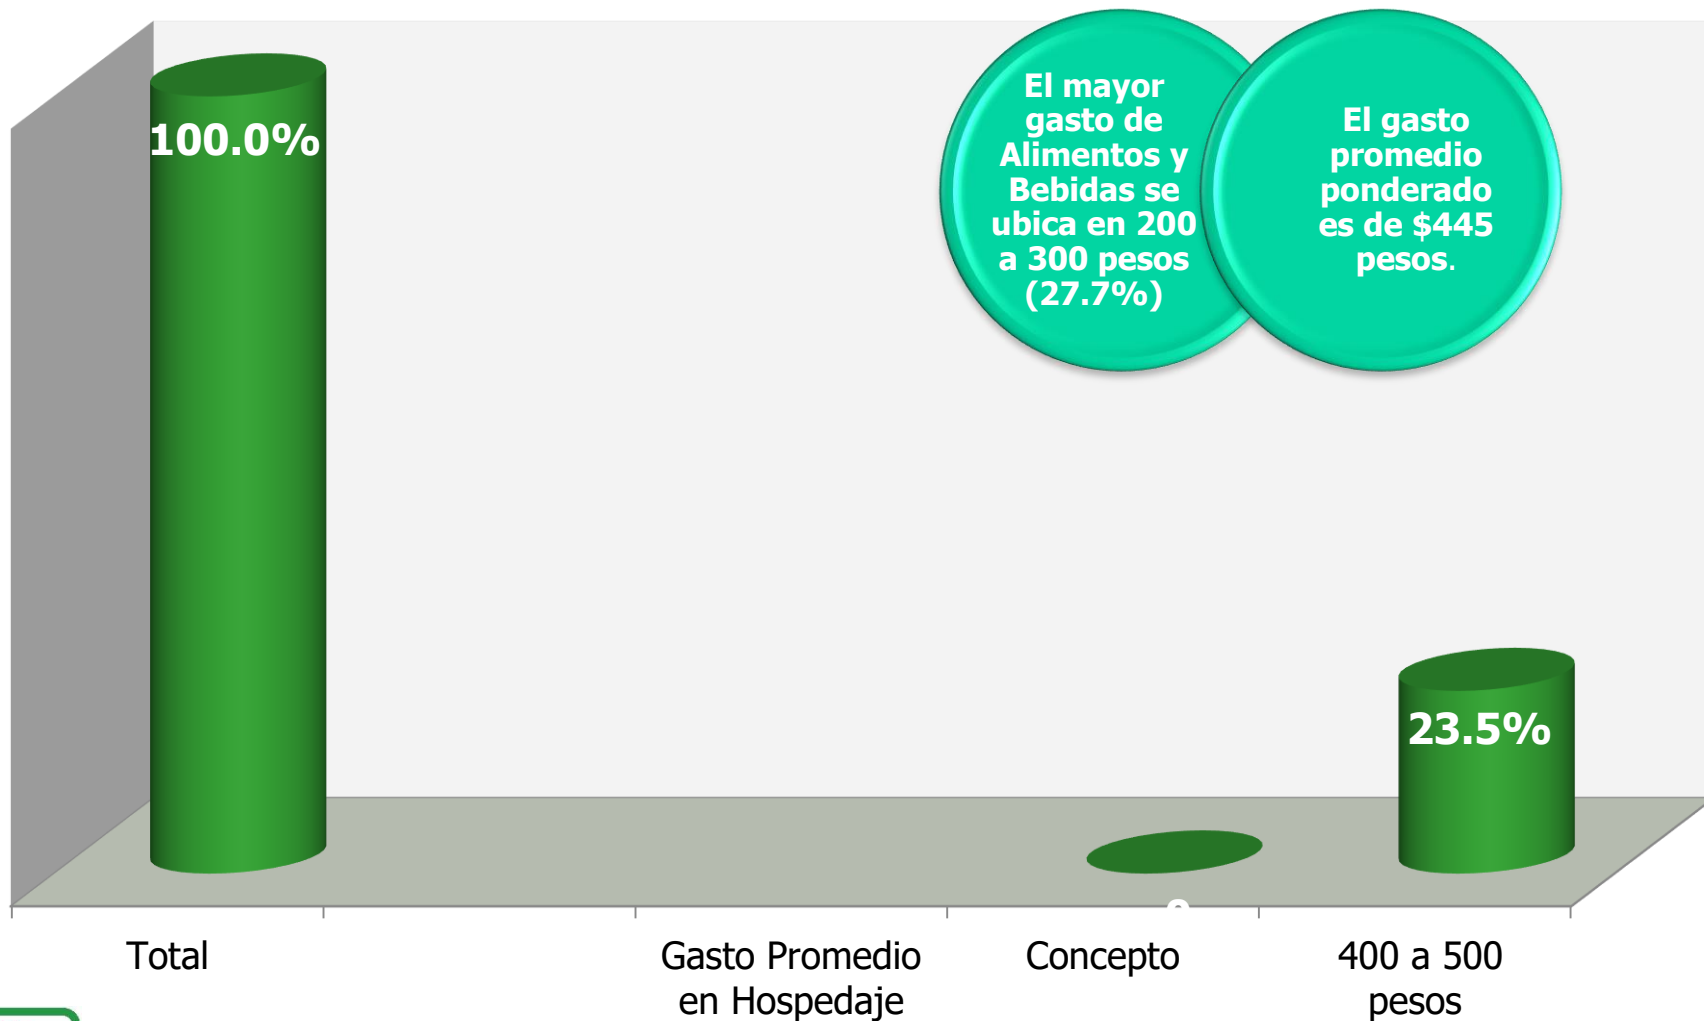 El mayor
gasto de
Alimentos y
Bebidas se
ubica en 200
a 300 pesos
(27.7%)
El gasto
promedio
ponderado
es de $445
pesos.
100.0%
23.5%
Total
Gasto Promedio
en Hospedaje
Concepto
400 a 500
pesos